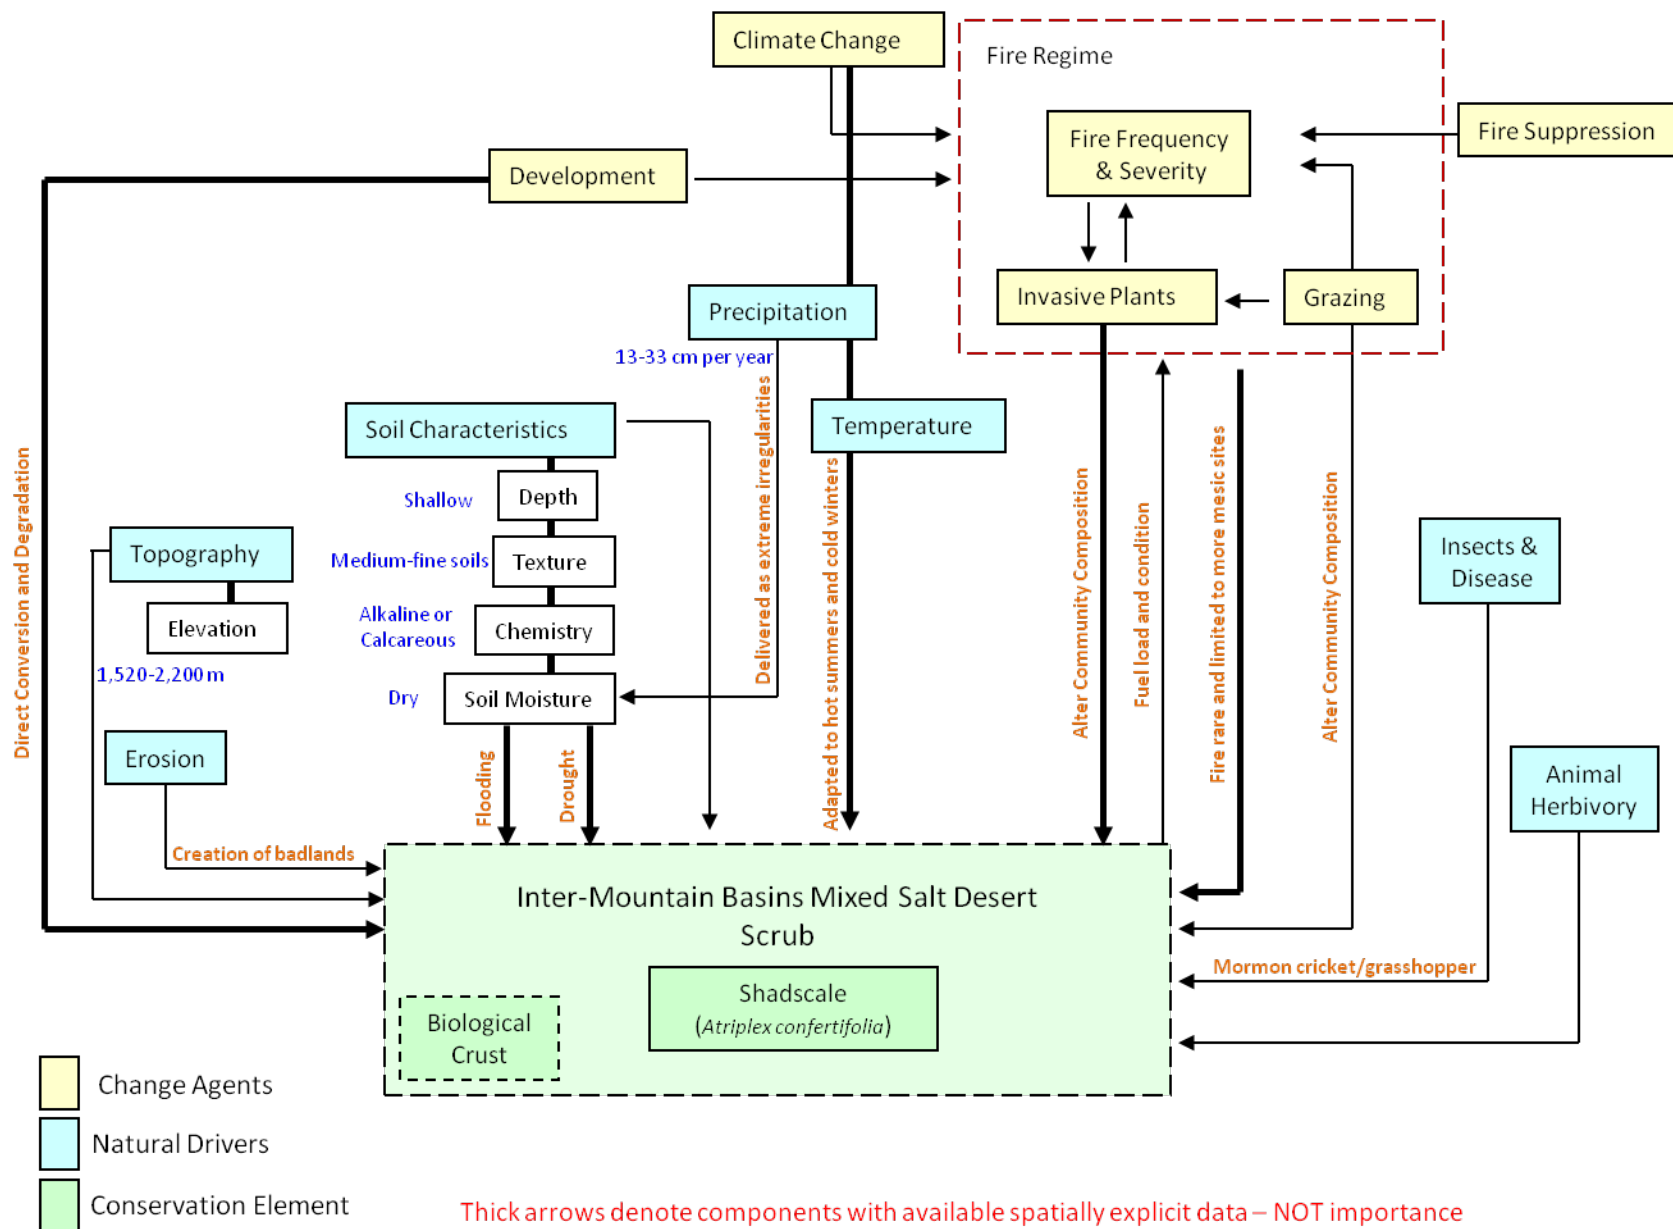 Climate Change
Fire Regime
Fire Frequency
& Severity
Fire Suppression
Development
Invasive Plants
Grazing
Precipitation
13-33 cm per year
Delivered as extreme irregularities
Soil Characteristics
Temperature
Adapted to hot summers and cold winters
Depth
Shallow
Texture
Medium-fine soils
Chemistry
Alkaline or
Calcareous
Soil Moisture
Dry
Flooding
Drought
Direct Conversion and Degradation
Topography
Elevation
1,520-2,200 m
Erosion
Creation of badlands
Alter Community Composition
Fuel load and condition
Fire rare and limited to more mesic sites
Alter Community Composition
Insects &
Disease
Animal
Herbivory
Mormon cricket/grasshopper
Inter-Mountain Basins Mixed Salt Desert
Scrub
Shadscale
(Atriplex confertifolia)
Biological
Crust
Change Agents
Natural Drivers
Conservation Element
Thick arrows denote components with available spatially explicit data – NOT importance